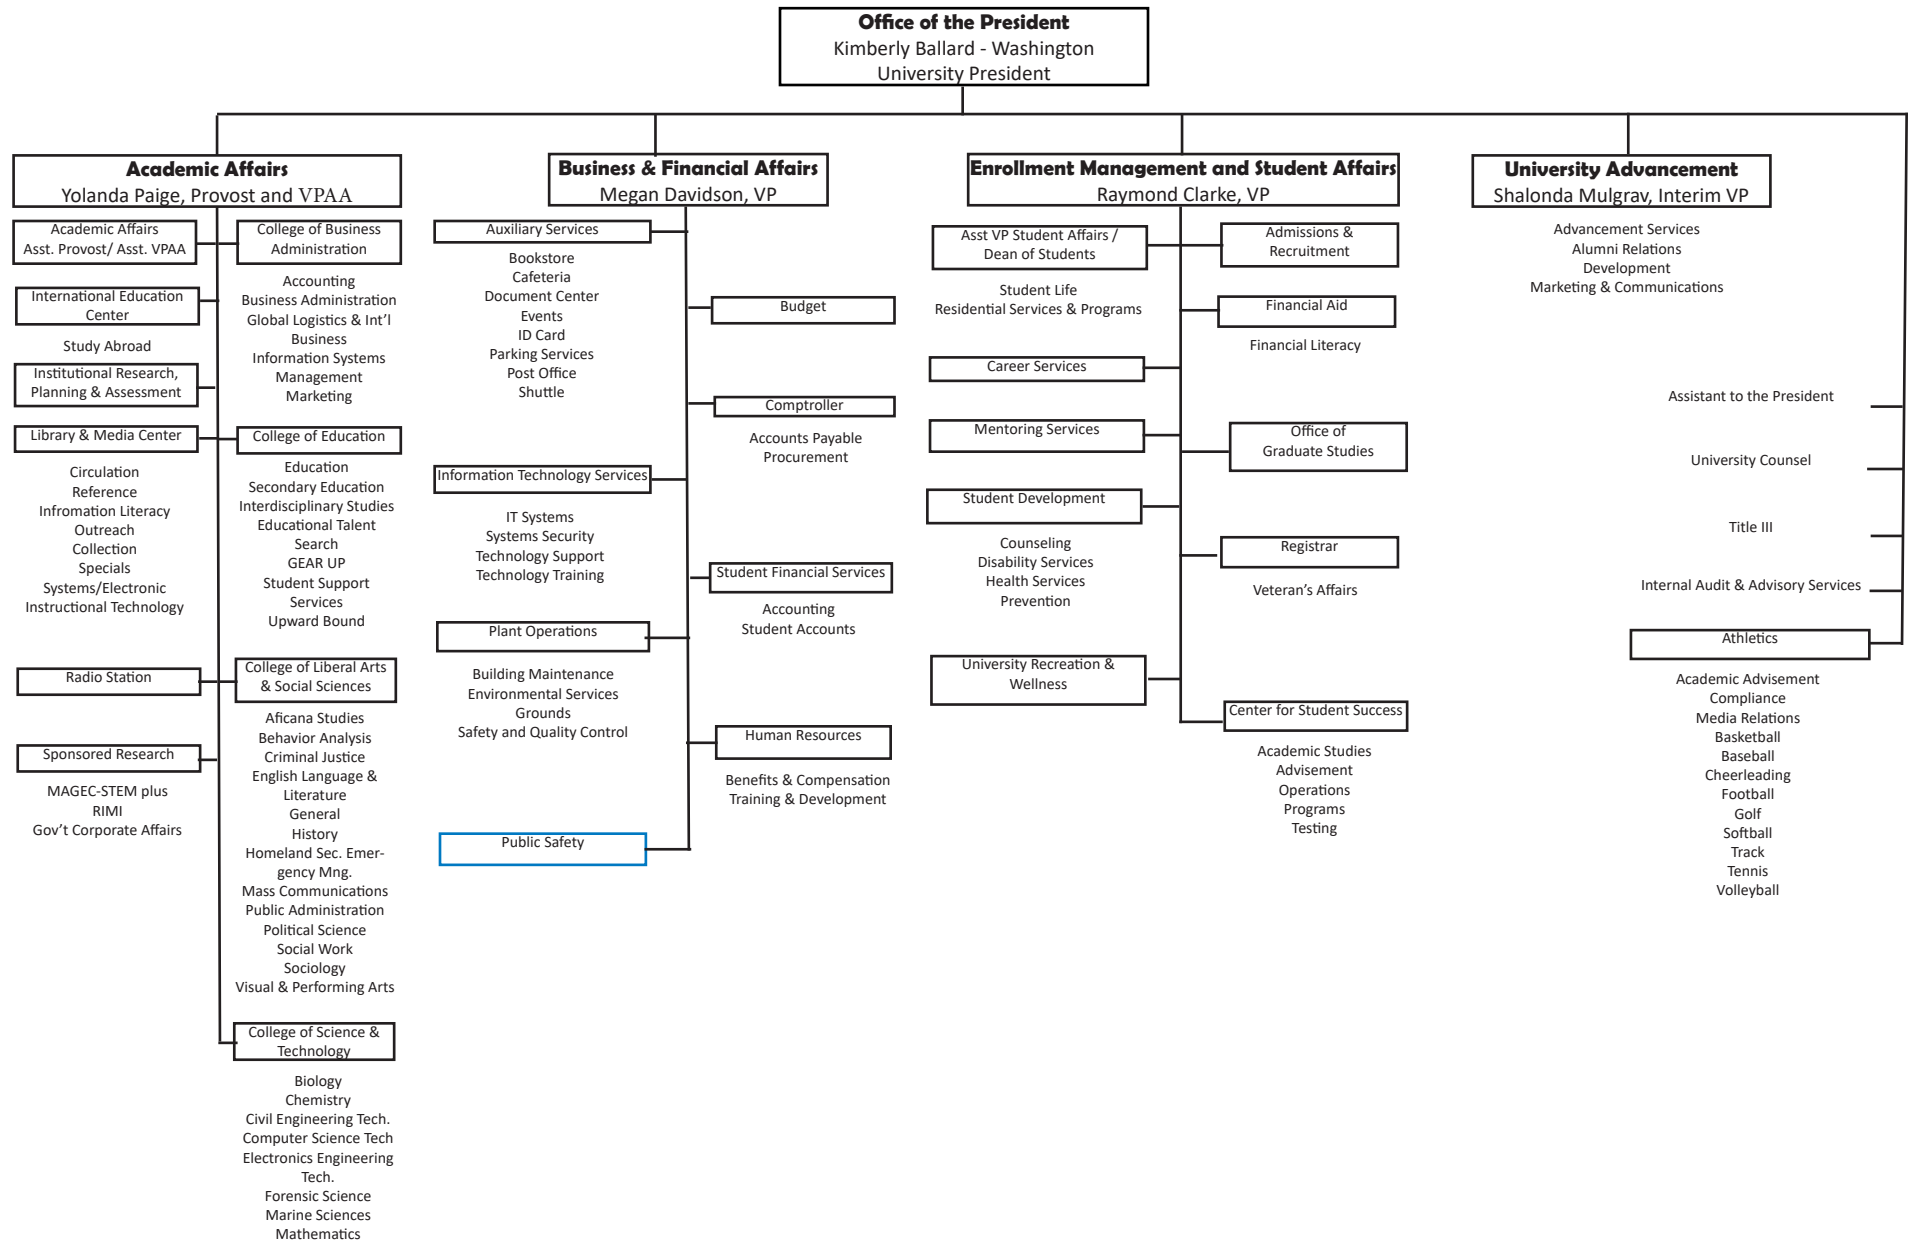 Office of the President
Kimberly Ballard - Washington
University President
Academic Affairs
Yolanda Paige, Provost and VPAA
Academic Affairs
Asst. Provost/ Asst. VPAA
International Education
Center
Study Abroad
Institutional Research,
Planning & Assessment
Library & Media Center
Circulation
Reference
Infromation Literacy
Outreach
Collection
Specials
Systems/Electronic
Instructional Technology
Radio Station
Sponsored Research
MAGEC-STEM plus
RIMI
Gov't Corporate Affairs
College of Business
Administration
Accounting
Business Administration
Global Logistics & Int'l
Business
Information Systems
Management
Marketing
College of Education
Education
Secondary Education
Interdisciplinary Studies
Educational Talent
Search
GEAR UP
Student Support
Services
Upward Bound
College of Liberal Arts
& Social Sciences
Aficana Studies
Behavior Analysis
Criminal Justice
English Language &
Literature
General
History
Homeland Sec. Emer-
gency Mng.
Mass Communications
Public Administration
Political Science
Social Work
Sociology
Visual & Performing Arts
College of Science &
Technology
Biology
Chemistry
Civil Engineering Tech.
Computer Science Tech
Electronics Engineering
Tech.
Forensic Science
Marine Sciences
Mathematics
Business & Financial Affairs
Megan Davidson, VP
Auxiliary Services
Bookstore
Cafeteria
Document Center
Events
ID Card
Parking Services
Post Office
Shuttle
Information Technology Services
IT Systems
Systems Security
Technology Support
Technology Training
Plant Operations
Building Maintenance
Environmental Services
Grounds
Safety and Quality Control
Public Safety
Budget
Comptroller
Accounts Payable
Procurement
Student Financial Services
Accounting
Student Accounts
Human Resources
Benefits & Compensation
Training & Development
Enrollment Management and Student Affairs
Raymond Clarke, VP
Asst VP Student Affairs /
Dean of Students
Student Life
Residential Services & Programs
Career Services
Mentoring Services
Student Development
Counseling
Disability Services
Health Services
Prevention
University Recreation &
Wellness
Admissions &
Recruitment
Financial Aid
Financial Literacy
Office of
Graduate Studies
Registrar
Veteran's Affairs
Center for Student Success
Academic Studies
Advisement
Operations
Programs
Testing
University Advancement
Shalonda Mulgrav, Interim VP
Advancement Services
Alumni Relations
Development
Marketing & Communications
Assistant to the President
University Counsel
Title III
Internal Audit & Advisory Services
Athletics
Academic Advisement
Compliance
Media Relations
Basketball
Baseball
Cheerleading
Football
Golf
Softball
Track
Tennis
Volleyball